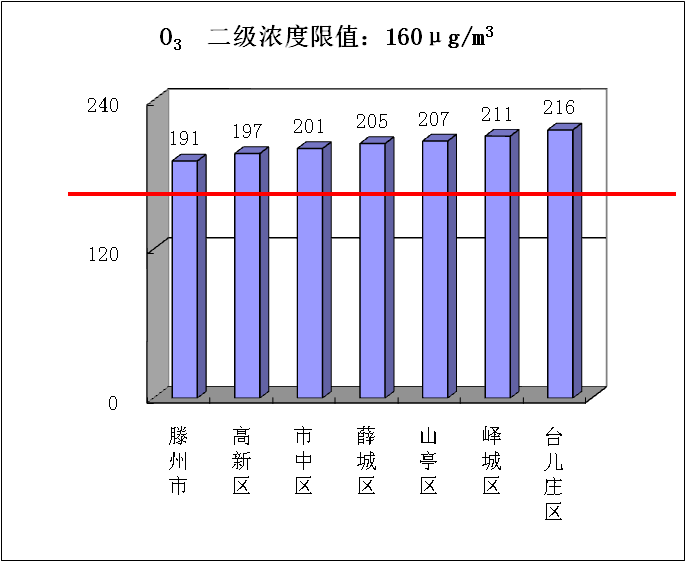 O₃ 二级浓度限值：160μg/m³
240
120
0
191
197
201
205
207
211
216
滕州市
高新区
市中区
薛城区
山亭区
峄城区
台儿庄区